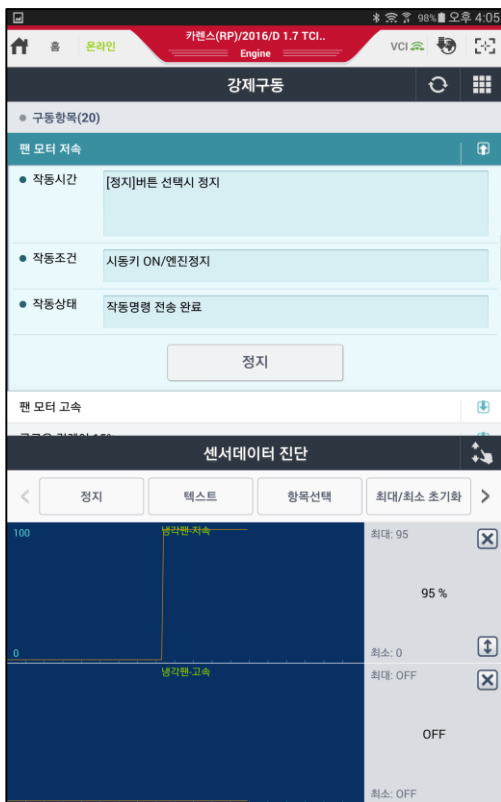 98% 오후 4:05
홈 온라인 카렌스(RP)/2016/D 1.7 TCI.. VCI
Engine
강제구동
구동항목(20)
팬 모터 저속
작동시간 [정지]버튼 선택시 정지
작동조건 시동키 ON/엔진정지
작동상태 작동명령 전송 완료
정지
팬 모터 고속
센서데이터 진단
정지 텍스트 항목선택 최대/최소 초기화
100 냉각팬-저속 최대: 95
95 %
0 최소: 0
냉각팬-고속 최대: OFF
OFF
최소: OFF